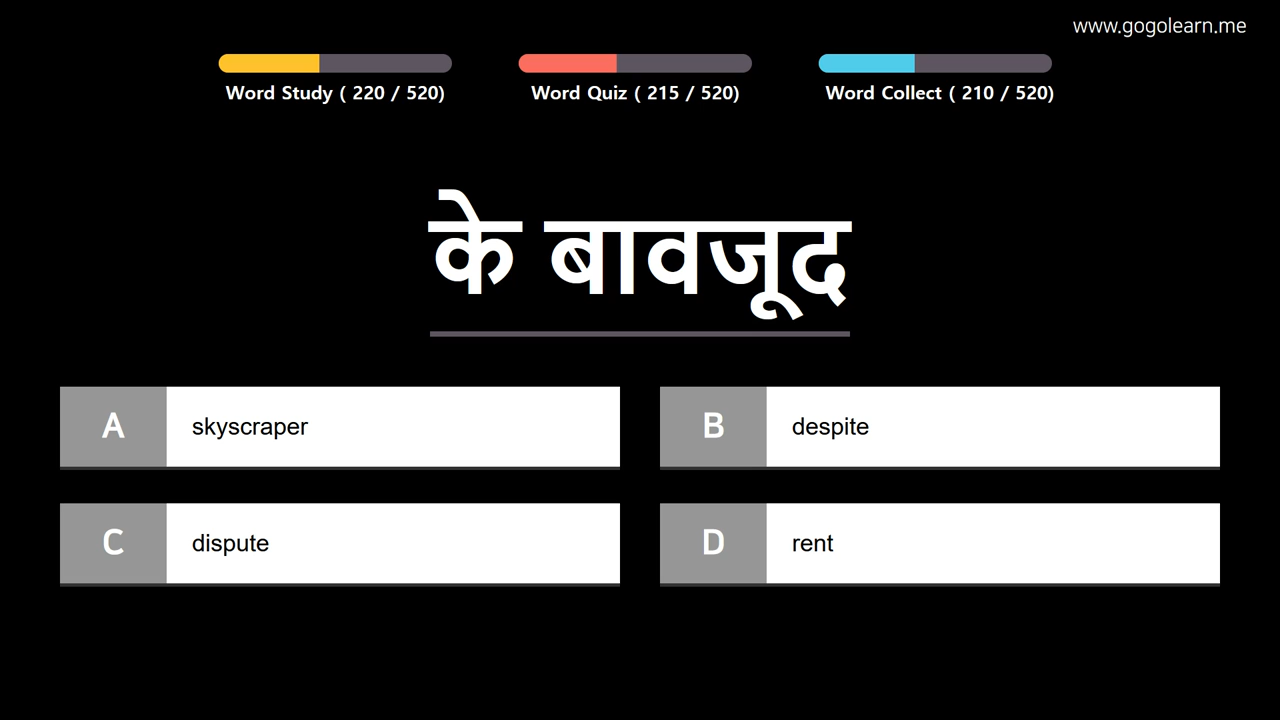 www.gogolearn.me
Word Study ( 220 / 520)
Word Quiz ( 215 / 520)
Word Collect ( 210 / 520)
के बावजूद
A skyscraper
B despite
C dispute
D rent